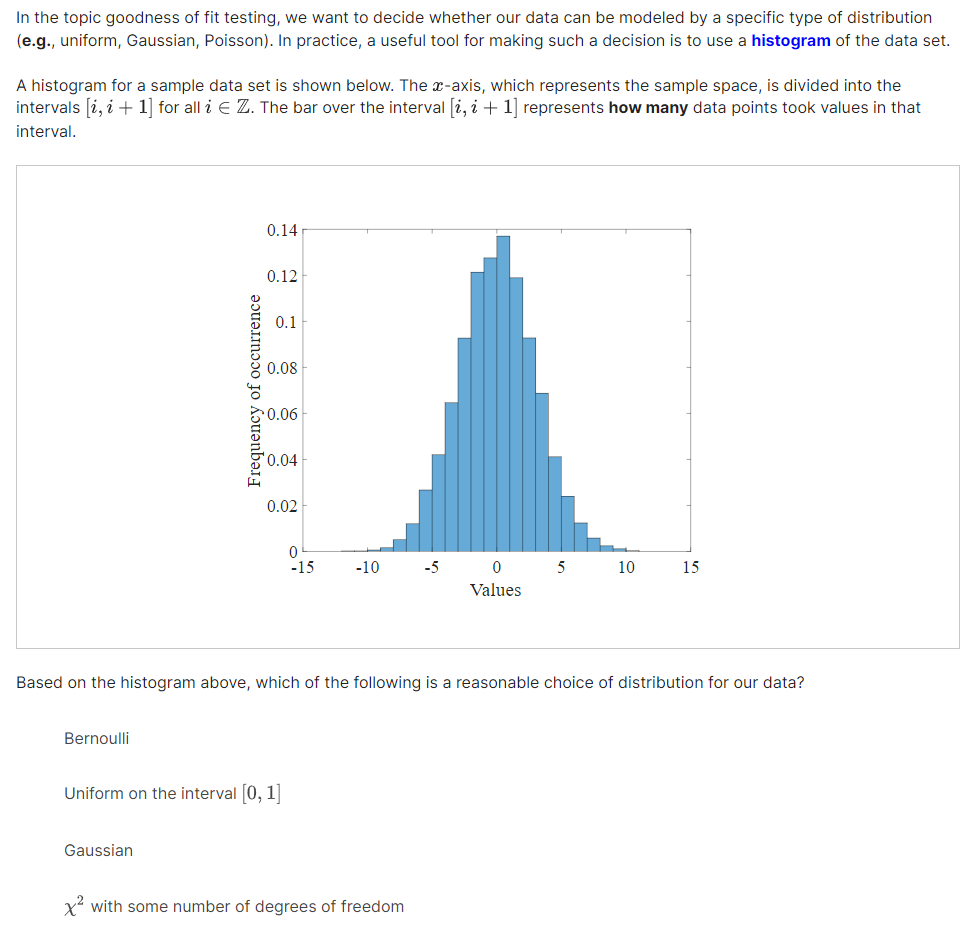 In the topic goodness of fit testing, we want to decide whether our data can be modeled by a specific type of distribution
(e.g., uniform, Gaussian, Poisson). In practice, a useful tool for making such a decision is to use a histogram of the data set.
A histogram for a sample data set is shown below. The x-axis, which represents the sample space, is divided into the
intervals [i, i + 1] for all i ∈ ℤ. The bar over the interval [i, i + 1] represents how many data points took values in that
interval.
0.14
0.12
0.1
0.08
0.06
0.04
0.02
0
Frequency of occurrence
-15 -10 -5 0 5 10 15
Values
Based on the histogram above, which of the following is a reasonable choice of distribution for our data?
Bernoulli
Uniform on the interval [0, 1]
Gaussian
χ² with some number of degrees of freedom